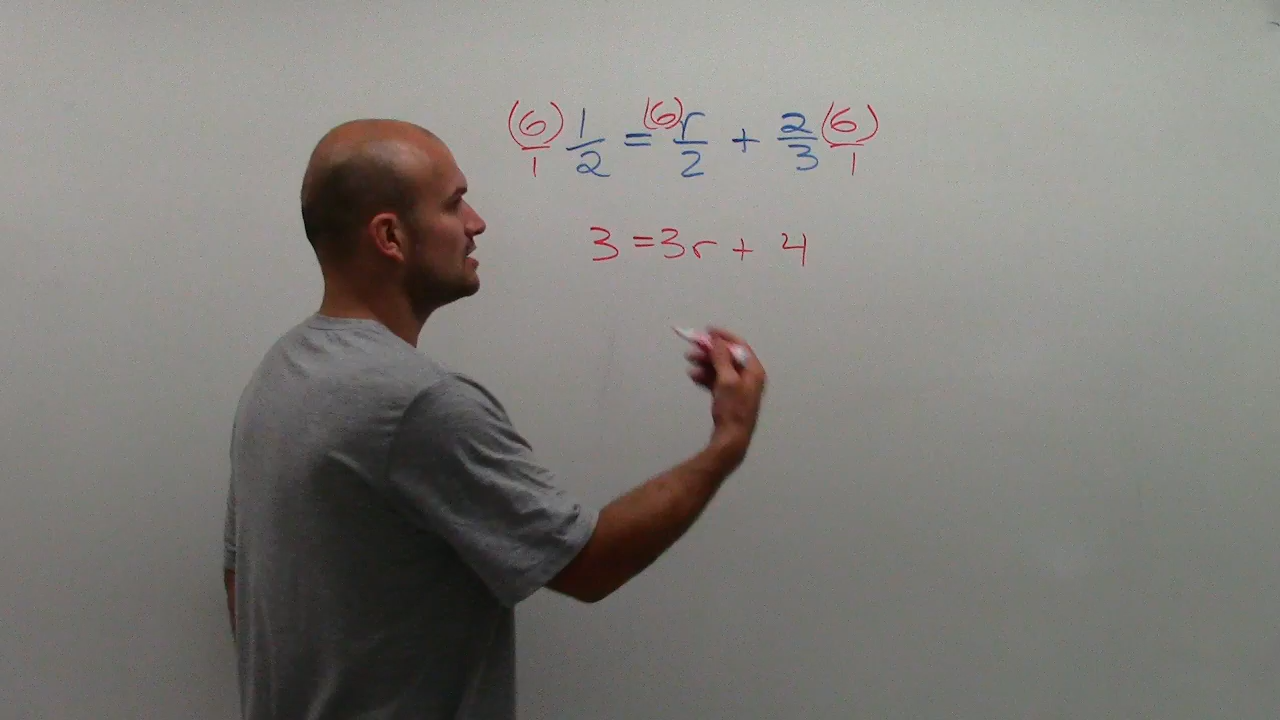 (6)/1 1/2 = (6) r/2 + 2/3 (6)/1
3 = 3r + 4